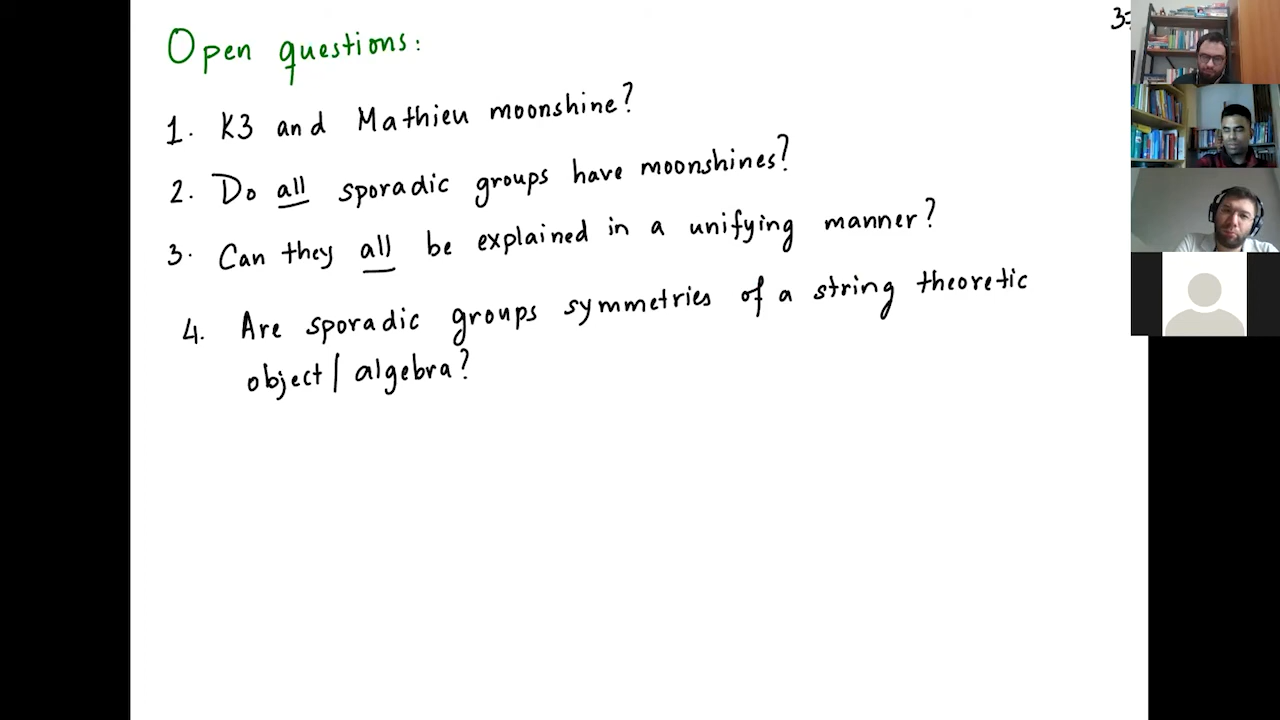 Open questions:
1. K3 and Mathieu moonshine?
2. Do all sporadic groups have moonshines?
3. Can they all be explained in a unifying manner?
4. Are sporadic groups symmetries of a string theoretic
object/algebra?